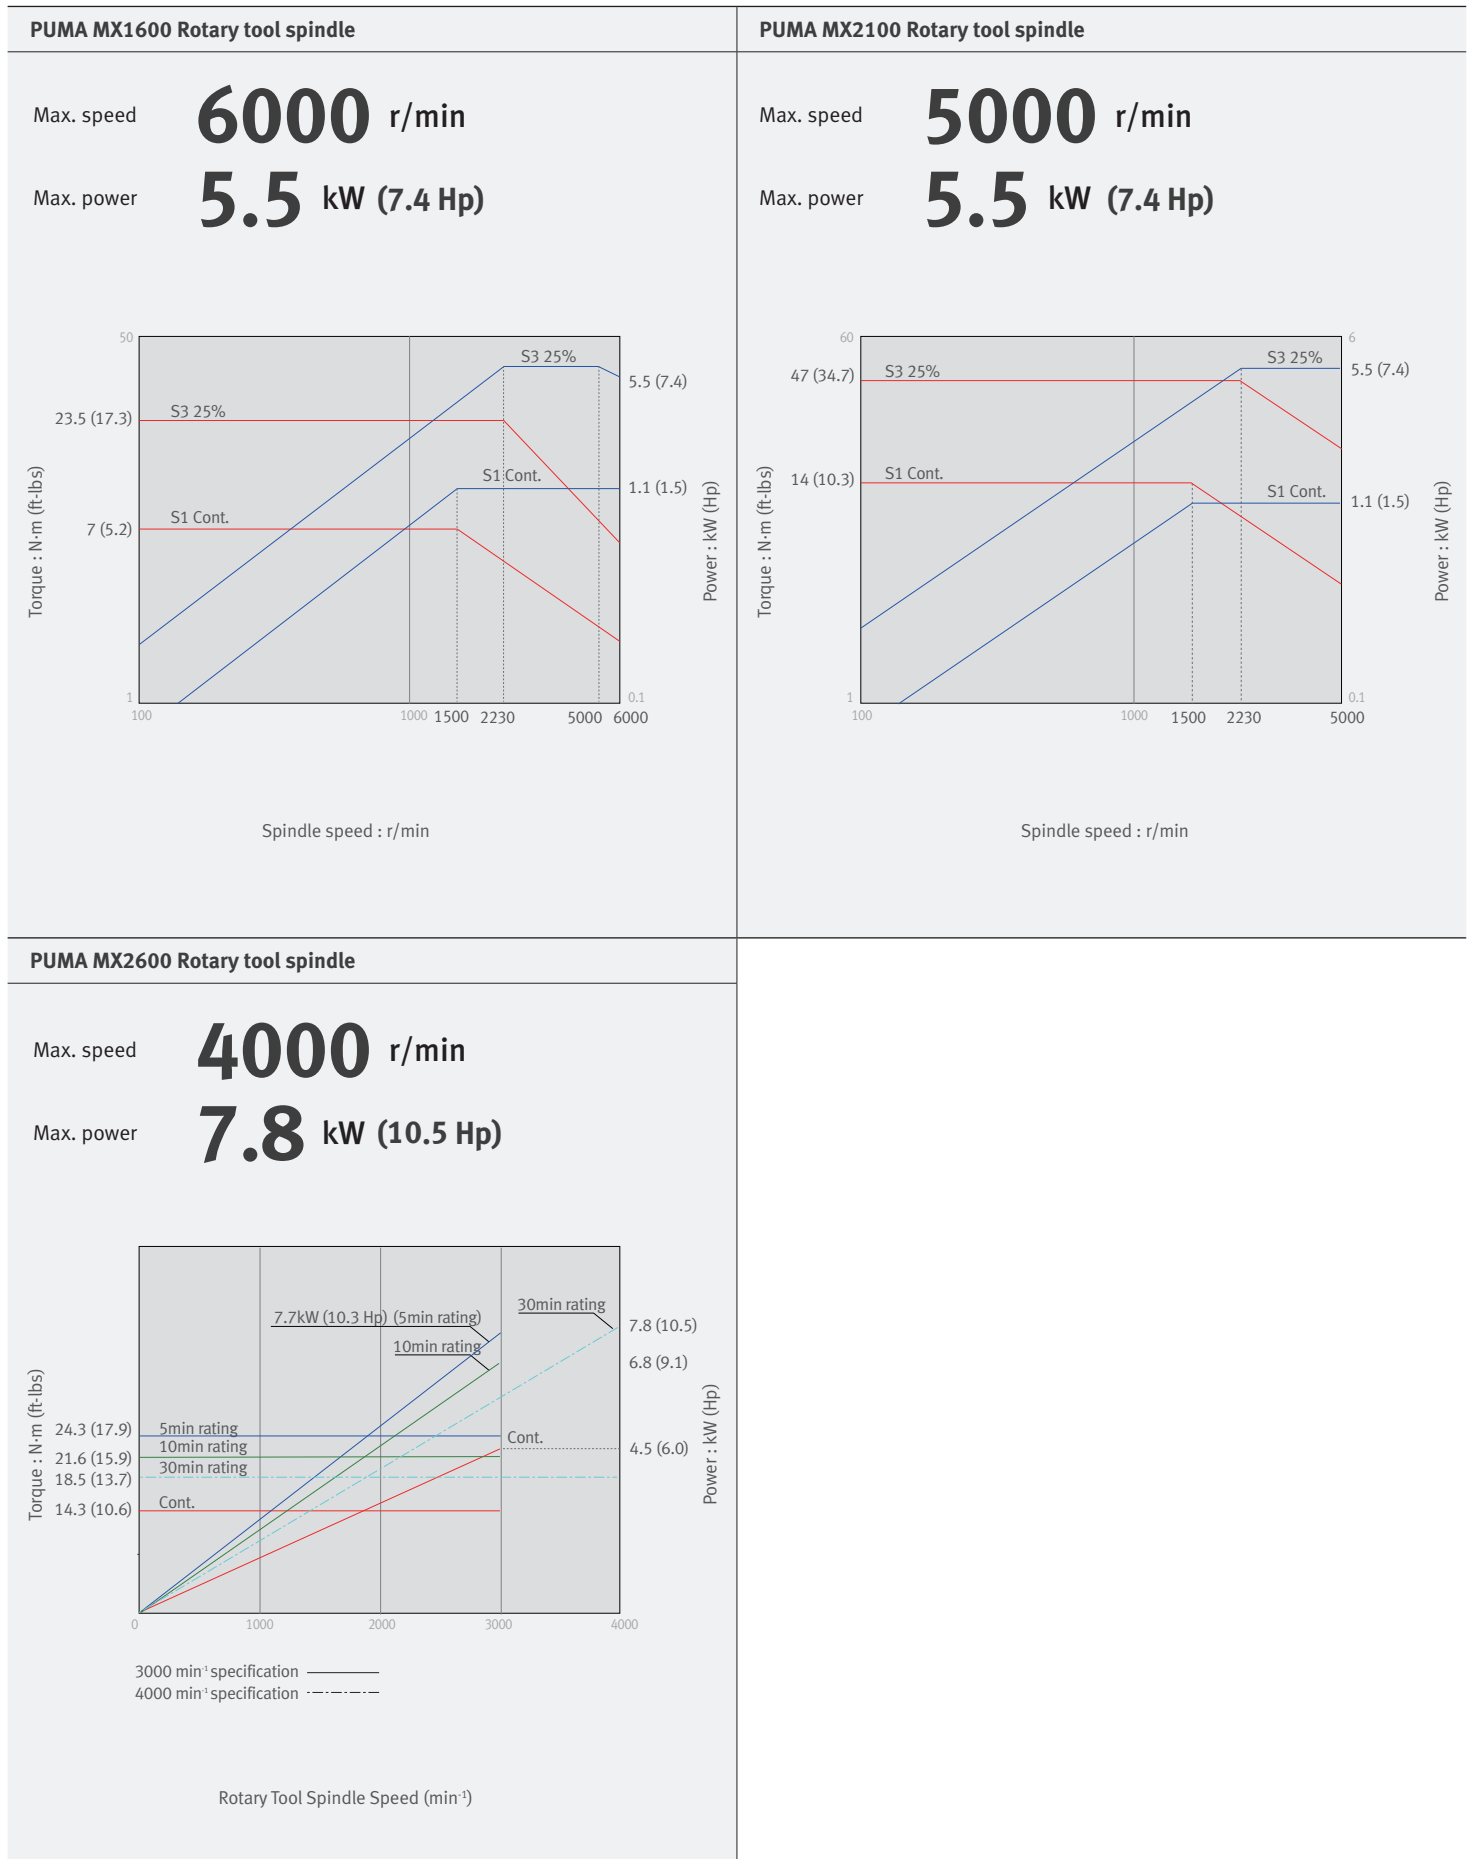 PUMA MX1600 Rotary tool spindle
Max. speed 6000 r/min
Max. power 5.5 kW (7.4 Hp)
50
S3 25%
5.5 (7.4)
23.5 (17.3) S3 25%
S1 Cont.
1.1 (1.5)
7 (5.2) S1 Cont.
Torque : N·m (ft-lbs)
Power : kW (Hp)
1 0.1
100 1000 1500 2230 5000 6000
Spindle speed : r/min
PUMA MX2100 Rotary tool spindle
Max. speed 5000 r/min
Max. power 5.5 kW (7.4 Hp)
60 6
S3 25%
47 (34.7) S3 25% 5.5 (7.4)
14 (10.3) S1 Cont.
S1 Cont. 1.1 (1.5)
Torque : N·m (ft-lbs)
Power : kW (Hp)
1 0.1
100 1000 1500 2230 5000
Spindle speed : r/min
PUMA MX2600 Rotary tool spindle
Max. speed 4000 r/min
Max. power 7.8 kW (10.5 Hp)
30min rating
7.7kW (10.3 Hp) (5min rating) 7.8 (10.5)
10min rating
6.8 (9.1)
24.3 (17.9) 5min rating
Cont.
10min rating
4.5 (6.0)
21.6 (15.9)
30min rating
18.5 (13.7)
14.3 (10.6) Cont.
Torque : N·m (ft-lbs)
Power : kW (Hp)
0 1000 2000 3000 4000
3000 min⁻¹ specification
4000 min⁻¹ specification
Rotary Tool Spindle Speed (min⁻¹)